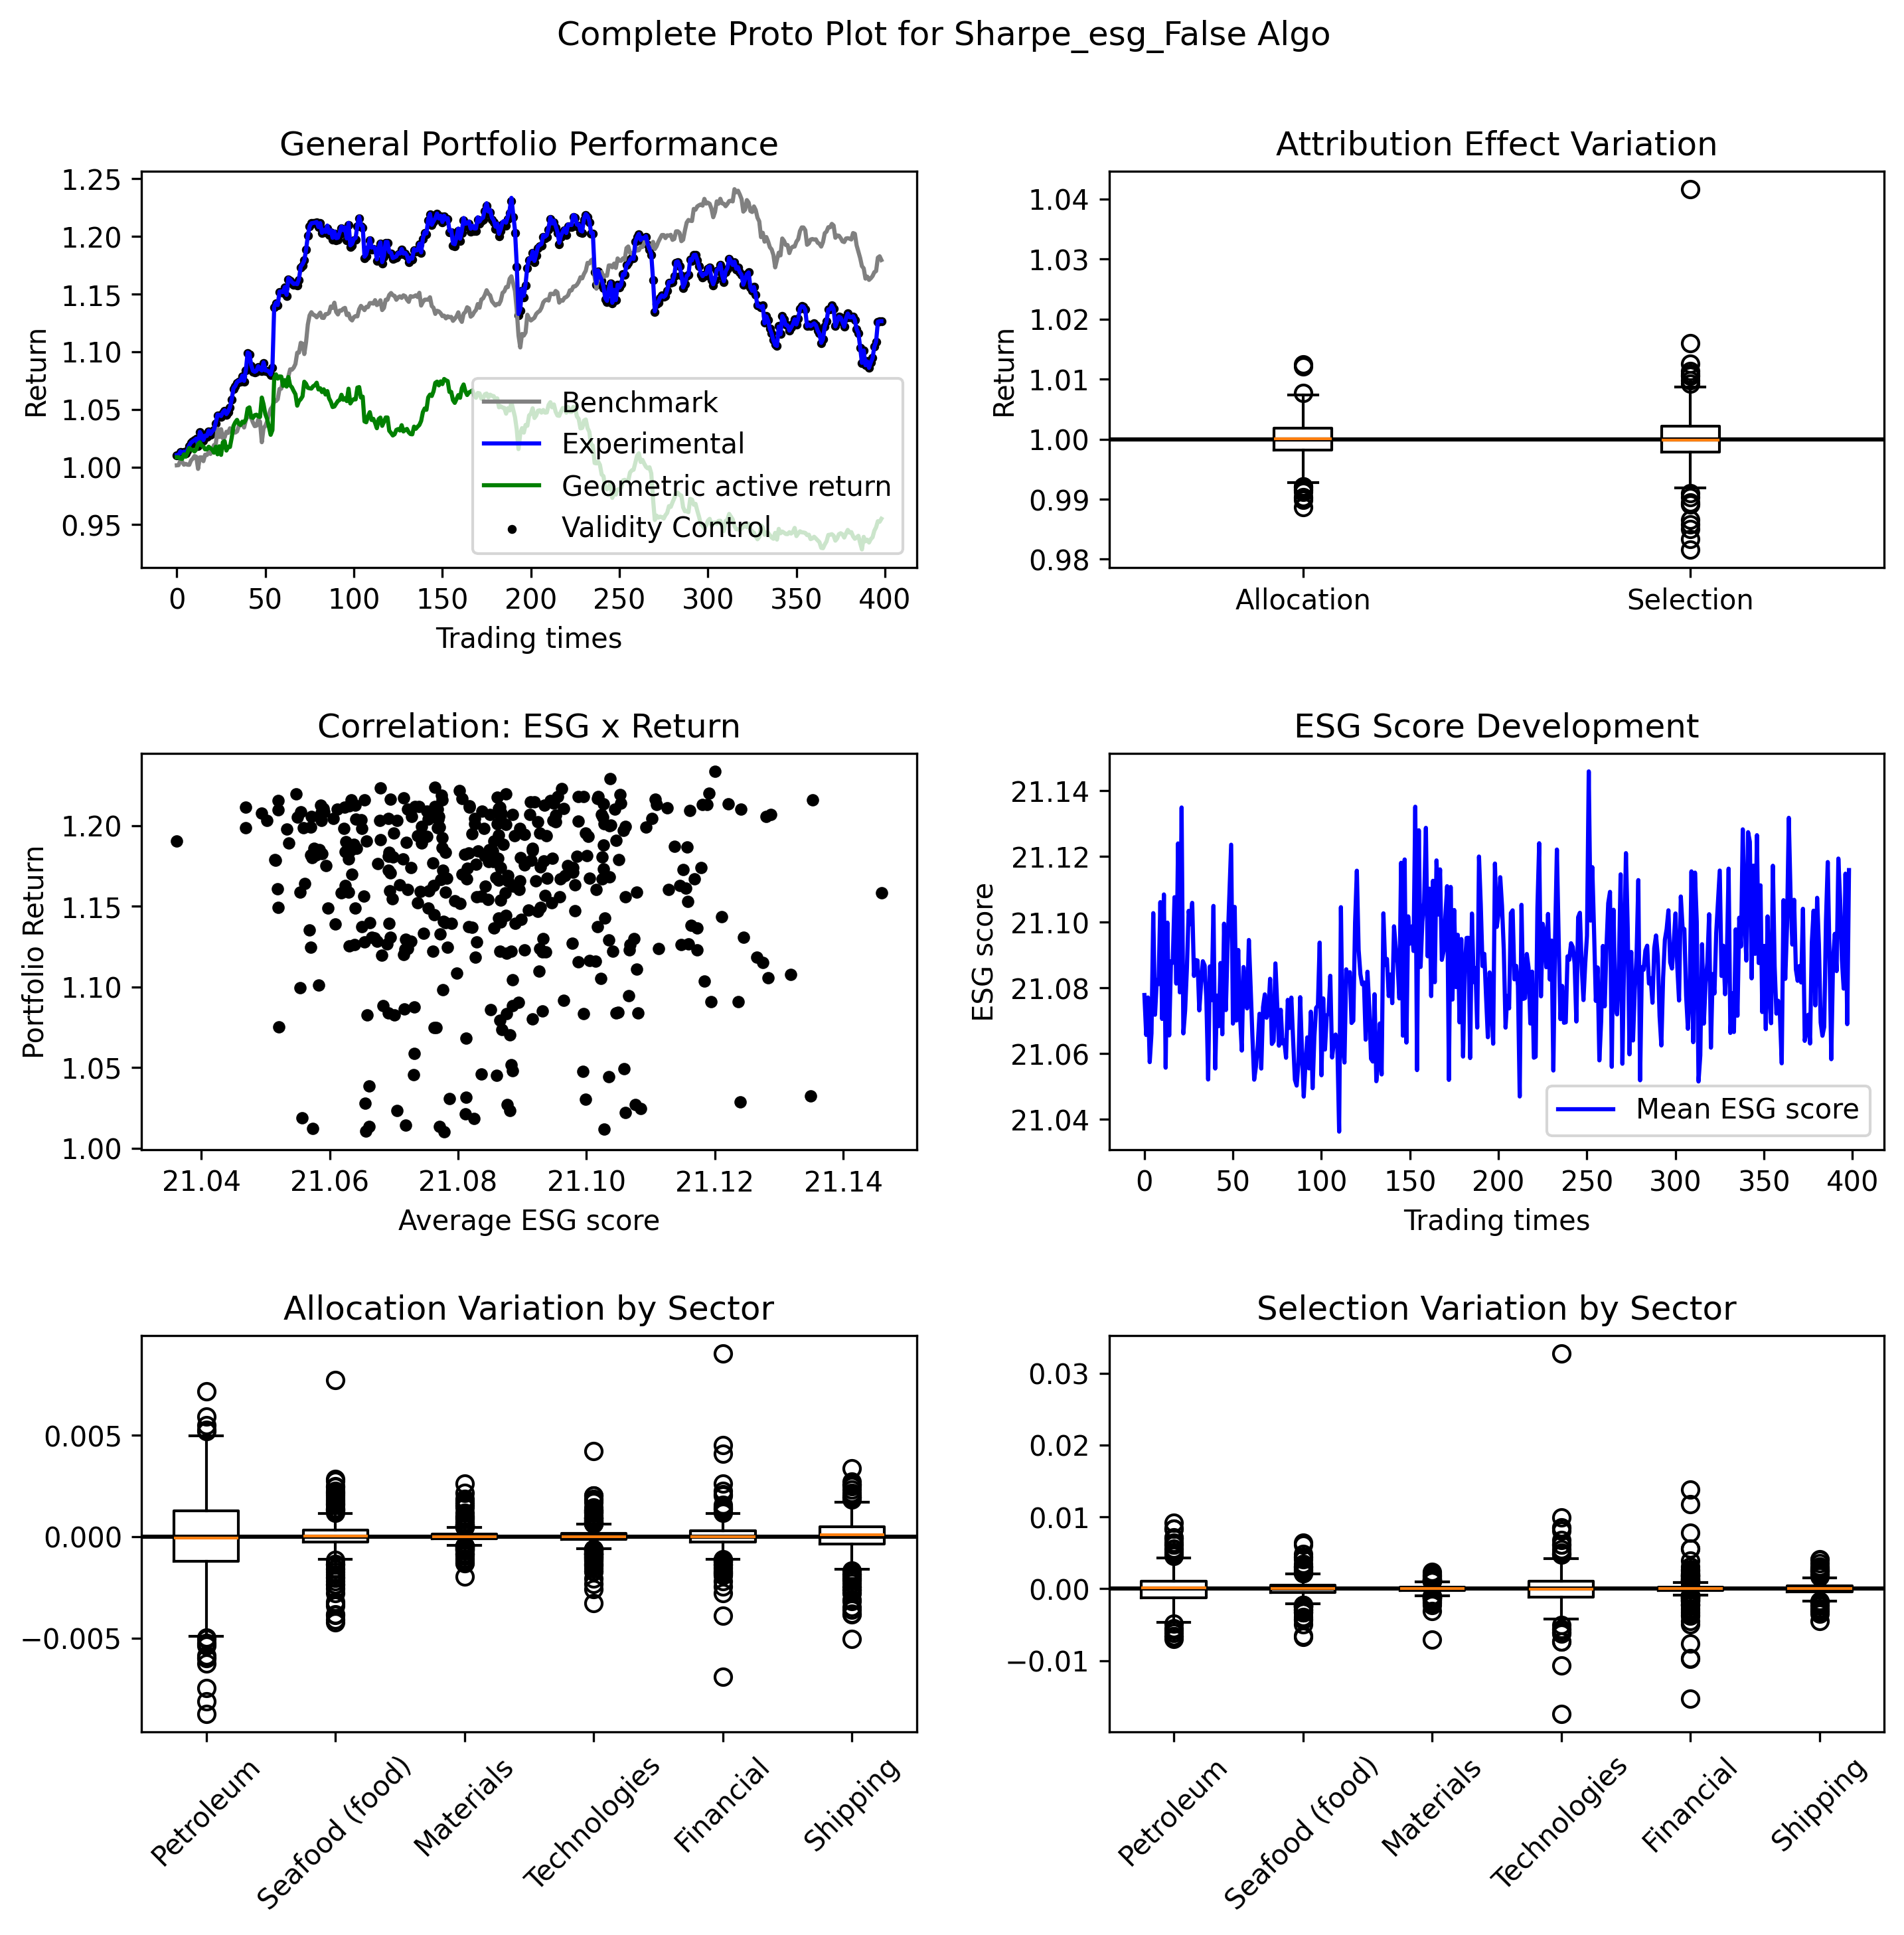 Complete Proto Plot for Sharpe_esg_False Algo
General Portfolio Performance
1.25
1.20
1.15
1.10
1.05
1.00
0.95
Return
Benchmark
Experimental
Geometric active return
Validity Control
0 50 100 150 200 250 300 350 400
Trading times
Attribution Effect Variation
1.04
1.03
1.02
1.01
1.00
0.99
0.98
Return
Allocation Selection
Correlation: ESG x Return
1.20
1.15
1.10
1.05
1.00
Portfolio Return
21.04 21.06 21.08 21.10 21.12 21.14
Average ESG score
ESG Score Development
21.14
21.12
21.10
21.08
21.06
21.04
ESG score
Mean ESG score
0 50 100 150 200 250 300 350 400
Trading times
Allocation Variation by Sector
0.005
0.000
−0.005
Petroleum
Seafood (food)
Materials
Technologies
Financial
Shipping
Selection Variation by Sector
0.03
0.02
0.01
0.00
−0.01
Petroleum
Seafood (food)
Materials
Technologies
Financial
Shipping